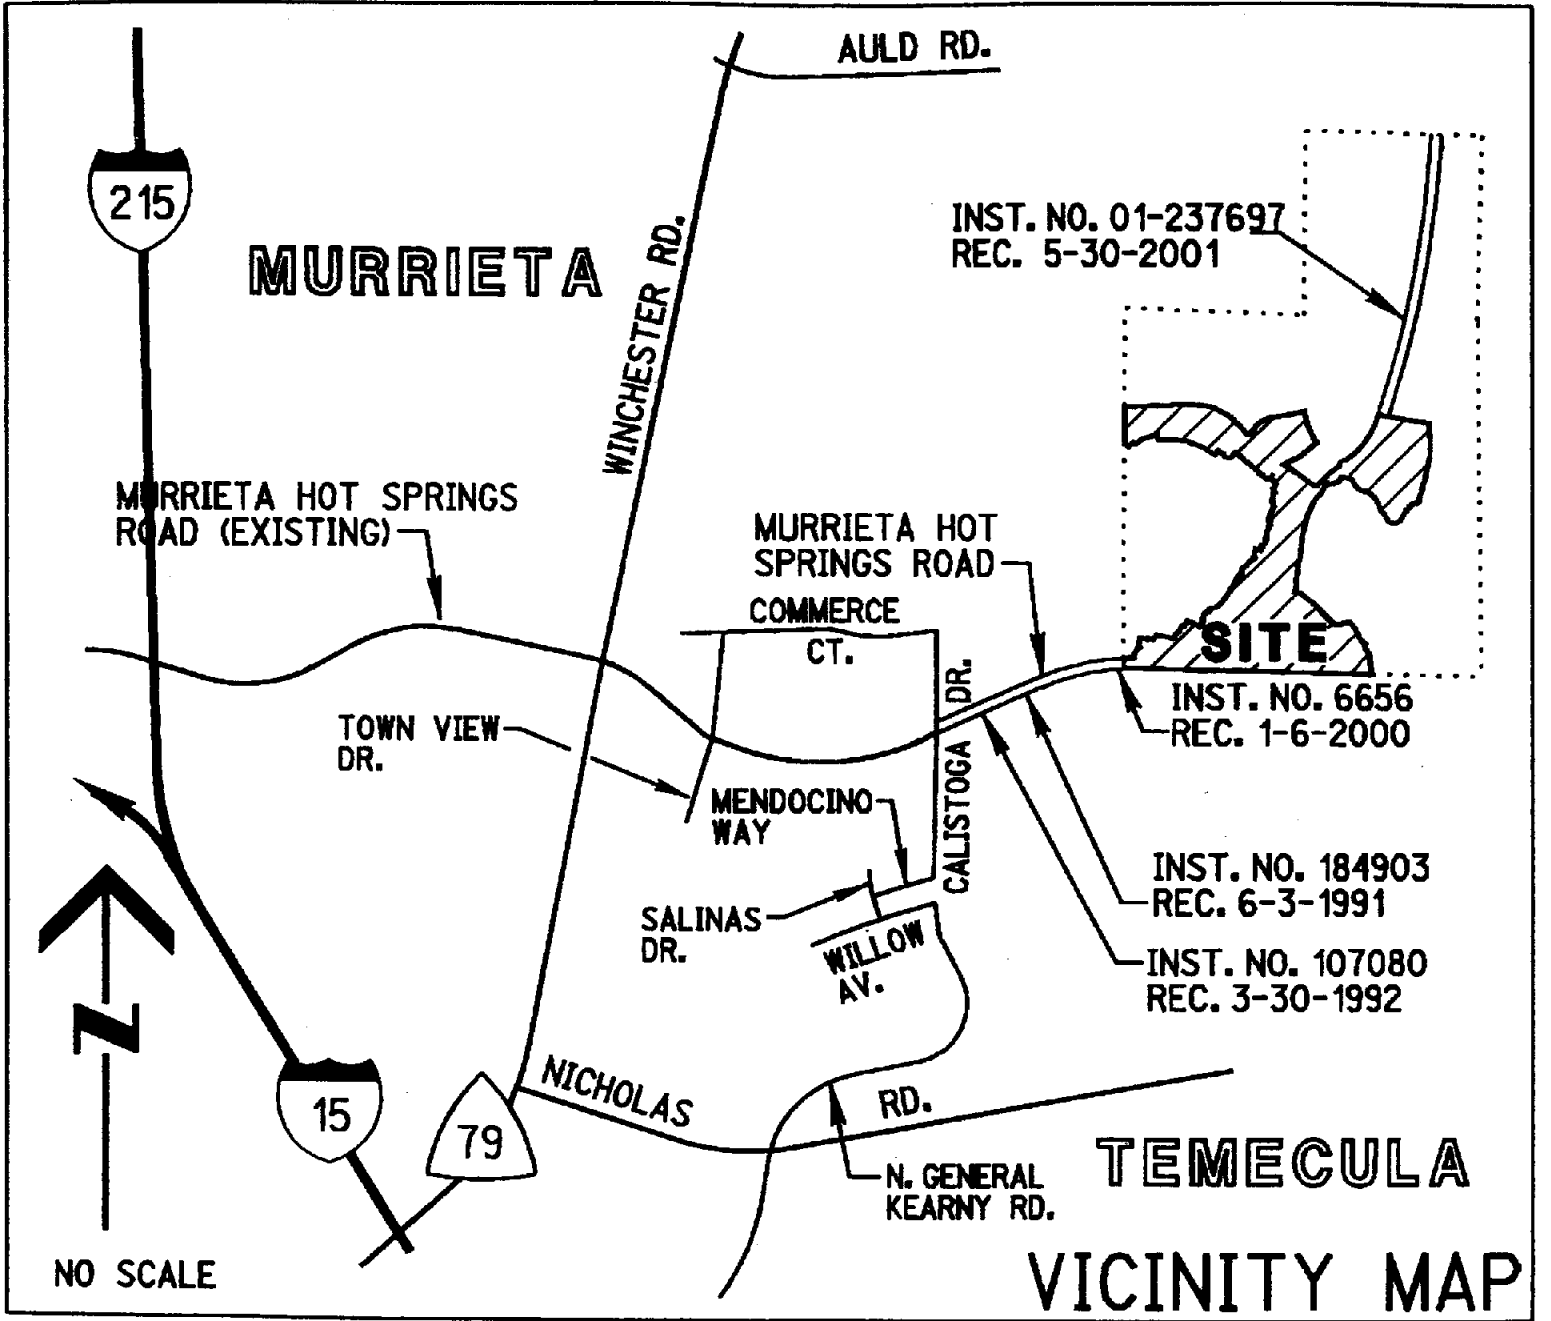 AULD RD.
215
INST. NO. 01-237697
REC. 5-30-2001
MURRIETA
WINCHESTER RD.
MURRIETA HOT SPRINGS
ROAD (EXISTING)
MURRIETA HOT
SPRINGS ROAD
COMMERCE
CT.
SITE
CALISTOGA DR.
INST. NO. 6656
REC. 1-6-2000
TOWN VIEW
DR.
MENDOCINO
WAY
INST. NO. 184903
REC. 6-3-1991
SALINAS
DR.
WILLOW
AV.
INST. NO. 107080
REC. 3-30-1992
N
NICHOLAS RD.
15
79
N. GENERAL
KEARNY RD.
TEMECULA
NO SCALE
VICINITY MAP